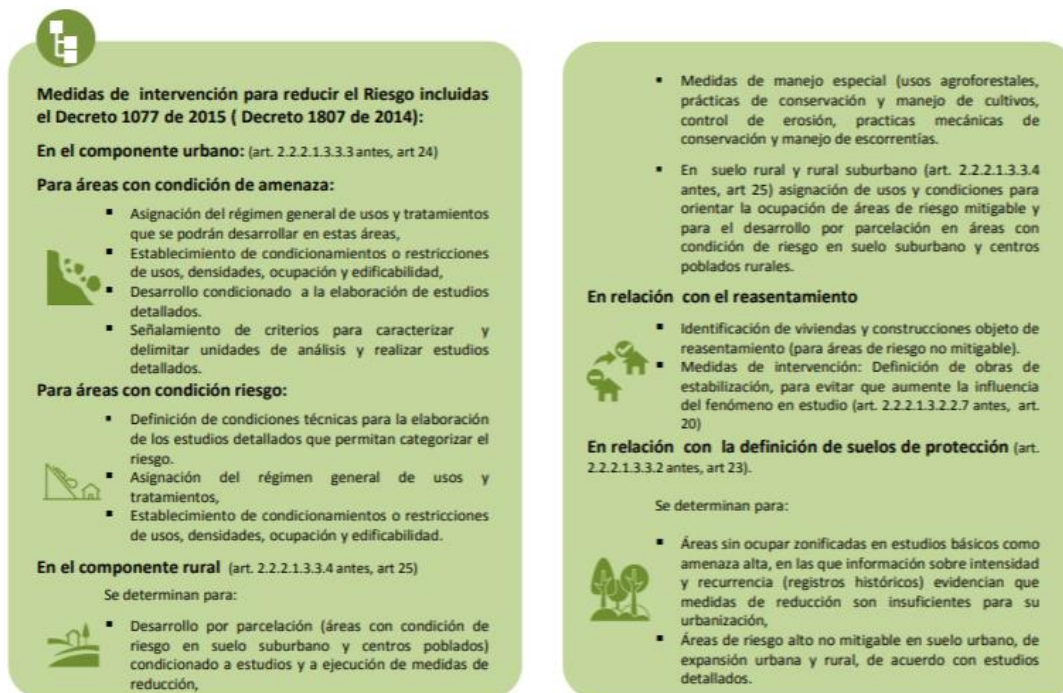 Medidas de intervención para reducir el Riesgo incluidas
el Decreto 1077 de 2015 ( Decreto 1807 de 2014):
En el componente urbano: (art. 2.2.2.1.3.3.3 antes, art 24)
Para áreas con condición de amenaza:
▪ Asignación del régimen general de usos y tratamientos
que se podrán desarrollar en estas áreas,
▪ Establecimiento de condicionamientos o restricciones
de usos, densidades, ocupación y edificabilidad,
▪ Desarrollo condicionado a la elaboración de estudios
detallados.
▪ Señalamiento de criterios para caracterizar y
delimitar unidades de análisis y realizar estudios
detallados.
Para áreas con condición riesgo:
▪ Definición de condiciones técnicas para la elaboración
de los estudios detallados que permitan categorizar el
riesgo.
▪ Asignación del régimen general de usos y
tratamientos,
▪ Establecimiento de condicionamientos o restricciones
de usos, densidades, ocupación y edificabilidad.
En el componente rural (art. 2.2.2.1.3.3.4 antes, art 25)
Se determinan para:
▪ Desarrollo por parcelación (áreas con condición de
riesgo en suelo suburbano y centros poblados)
condicionado a estudios y a ejecución de medidas de
reducción,
▪ Medidas de manejo especial (usos agroforestales,
prácticas de conservación y manejo de cultivos,
control de erosión, practicas mecánicas de
conservación y manejo de escorrentías.
▪ En suelo rural y rural suburbano (art. 2.2.2.1.3.3.4
antes, art 25) asignación de usos y condiciones para
orientar la ocupación de áreas de riesgo mitigable y
para el desarrollo por parcelación en áreas con
condición de riesgo en suelo suburbano y centros
poblados rurales.
En relación con el reasentamiento
▪ Identificación de viviendas y construcciones objeto de
reasentamiento (para áreas de riesgo no mitigable).
▪ Medidas de intervención: Definición de obras de
estabilización, para evitar que aumente la influencia
del fenómeno en estudio (art. 2.2.2.1.3.2.2.7 antes, art.
20)
En relación con la definición de suelos de protección (art.
2.2.2.1.3.3.2 antes, art 23).
Se determinan para:
▪ Áreas sin ocupar zonificadas en estudios básicos como
amenaza alta, en las que información sobre intensidad
y recurrencia (registros históricos) evidencian que
medidas de reducción son insuficientes para su
urbanización,
▪ Áreas de riesgo alto no mitigable en suelo urbano, de
expansión urbana y rural, de acuerdo con estudios
detallados.